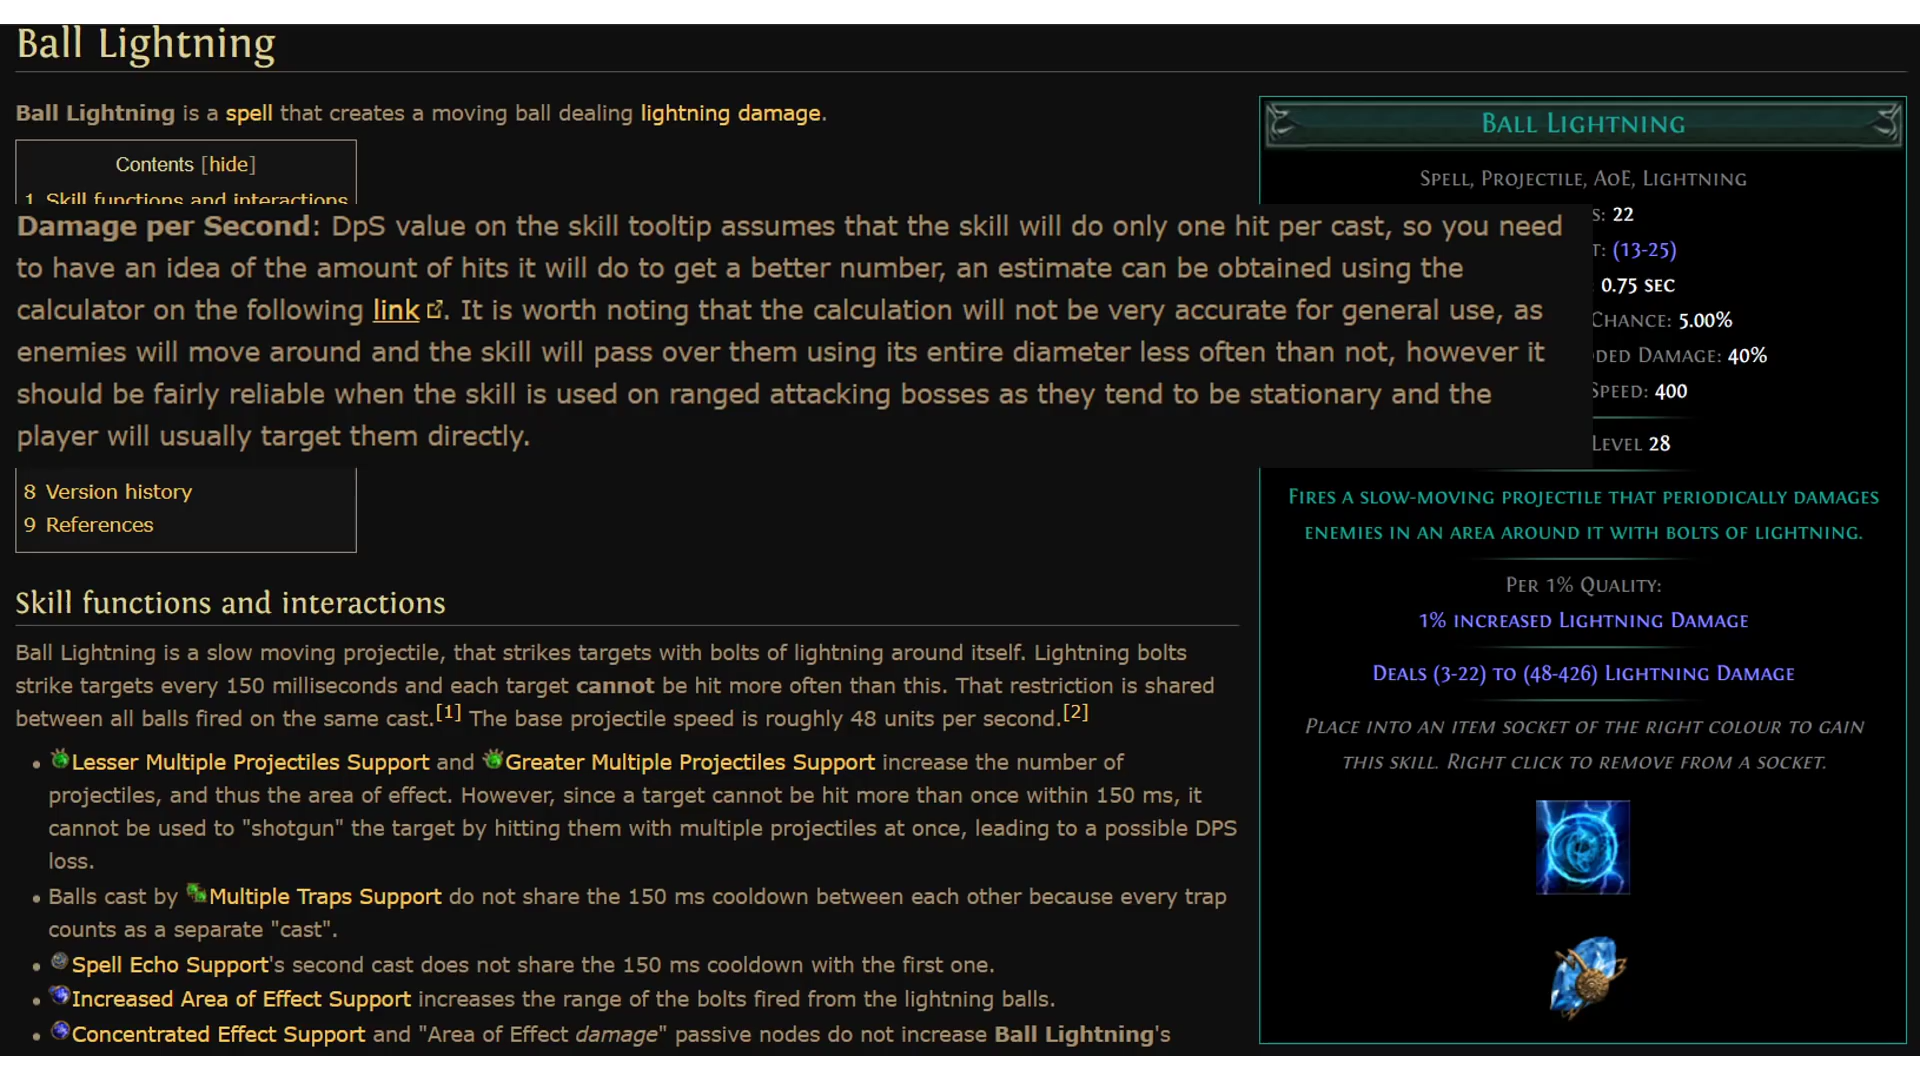 Ball Lightning
Ball Lightning is a spell that creates a moving ball dealing lightning damage.
Contents [hide]
1 Skill functions and interactions
Damage per Second: DpS value on the skill tooltip assumes that the skill will do only one hit per cast, so you need
to have an idea of the amount of hits it will do to get a better number, an estimate can be obtained using the
calculator on the following link. It is worth noting that the calculation will not be very accurate for general use, as
enemies will move around and the skill will pass over them using its entire diameter less often than not, however it
should be fairly reliable when the skill is used on ranged attacking bosses as they tend to be stationary and the
player will usually target them directly.
8 Version history
9 References
Skill functions and interactions
Ball Lightning is a slow moving projectile, that strikes targets with bolts of lightning around itself. Lightning bolts
strike targets every 150 milliseconds and each target cannot be hit more often than this. That restriction is shared
between all balls fired on the same cast.[1] The base projectile speed is roughly 48 units per second.[2]
• Lesser Multiple Projectiles Support and Greater Multiple Projectiles Support increase the number of
projectiles, and thus the area of effect. However, since a target cannot be hit more than once within 150 ms, it
cannot be used to "shotgun" the target by hitting them with multiple projectiles at once, leading to a possible DPS
loss.
• Balls cast by Multiple Traps Support do not share the 150 ms cooldown between each other because every trap
counts as a separate "cast".
• Spell Echo Support's second cast does not share the 150 ms cooldown with the first one.
• Increased Area of Effect Support increases the range of the bolts fired from the lightning balls.
• Concentrated Effect Support and "Area of Effect damage" passive nodes do not increase Ball Lightning's
Ball Lightning
Spell, Projectile, AoE, Lightning
s: 22
t: (13-25)
: 0.75 sec
Chance: 5.00%
ded Damage: 40%
Speed: 400
Level 28
Fires a slow-moving projectile that periodically damages
enemies in an area around it with bolts of lightning.
Per 1% Quality:
1% increased Lightning Damage
Deals (3-22) to (48-426) Lightning Damage
Place into an item socket of the right colour to gain
this skill. Right click to remove from a socket.